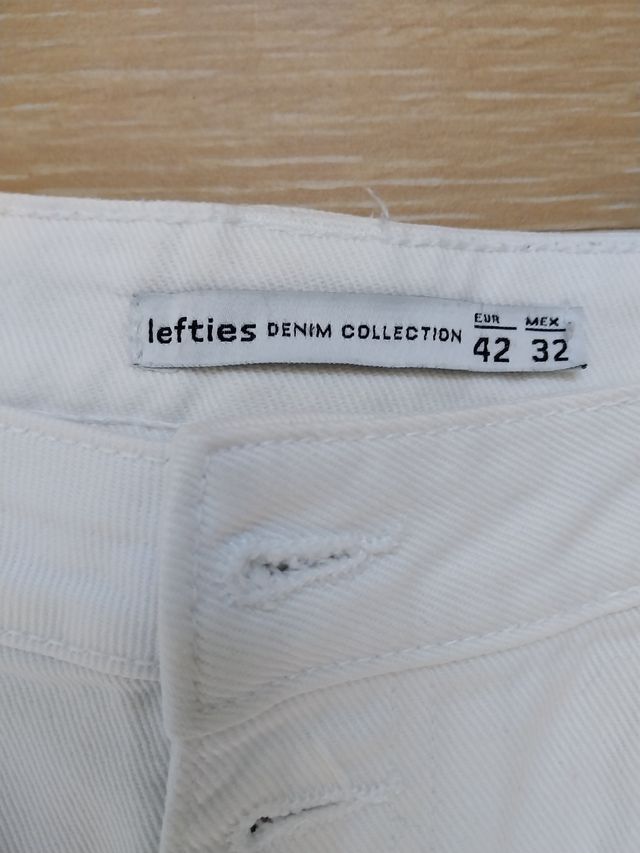 lefties DENIM COLLECTION
EUR MEX
42 32